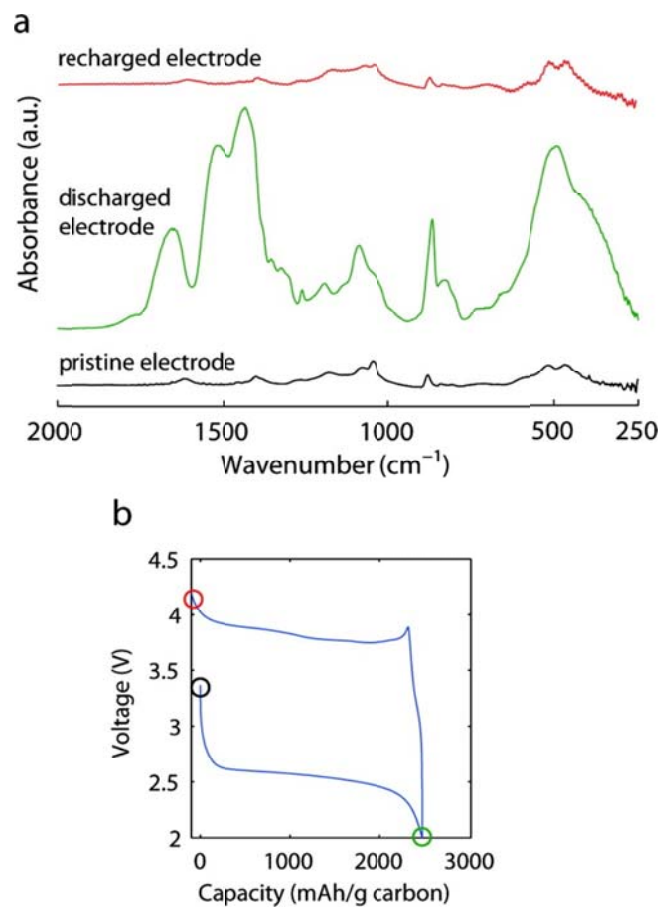 a
recharged electrode
discharged
electrode
pristine electrode
Absorbance (a.u.)
2000 1500 1000 500 250
Wavenumber (cm⁻¹)
b
4.5
4
3.5
3
2.5
2
Voltage (V)
0 1000 2000 3000
Capacity (mAh/g carbon)